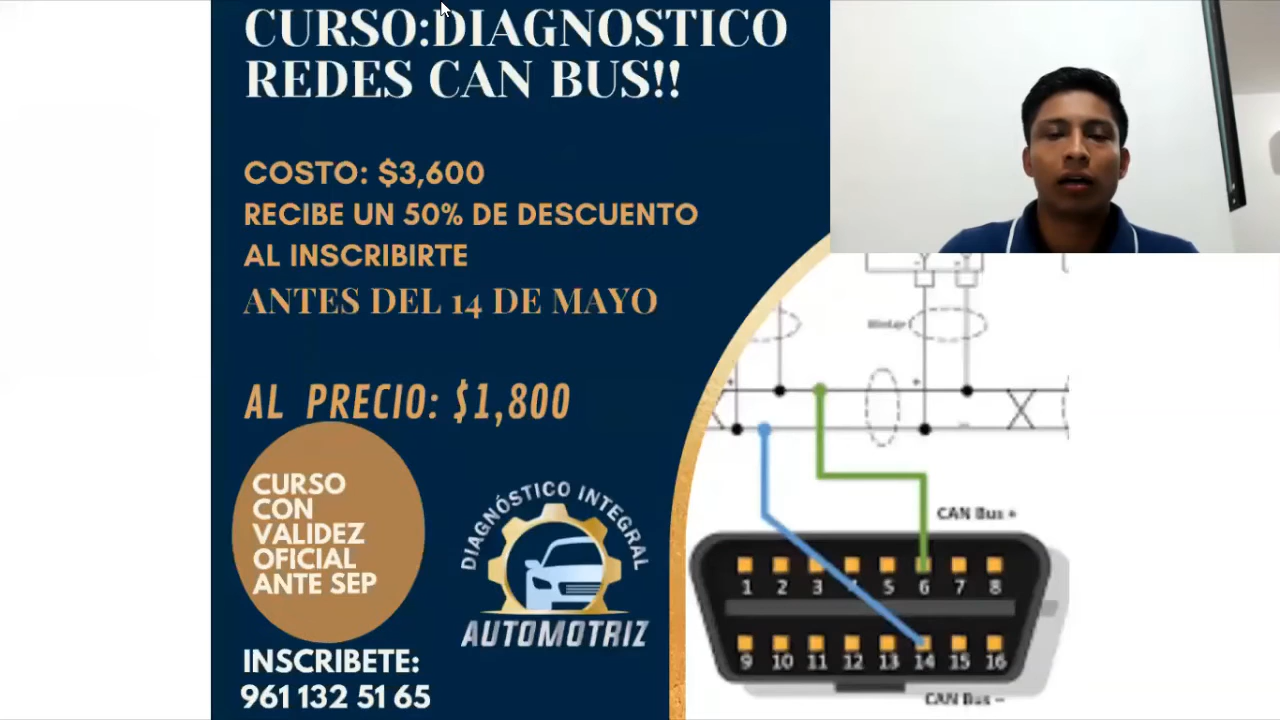 CURSO:DIAGNOSTICO
REDES CAN BUS!!
COSTO: $3,600
RECIBE UN 50% DE DESCUENTO
AL INSCRIBIRTE
ANTES DEL 14 DE MAYO
AL PRECIO: $1,800
CURSO
CON
VALIDEZ
OFICIAL
ANTE SEP
DIAGNÓSTICO INTEGRAL
AUTOMOTRIZ
INSCRIBETE:
961 132 51 65
+
+
−
CAN Bus +
1 2 3 4 5 6 7 8
9 10 11 12 13 14 15 16
CAN Bus −